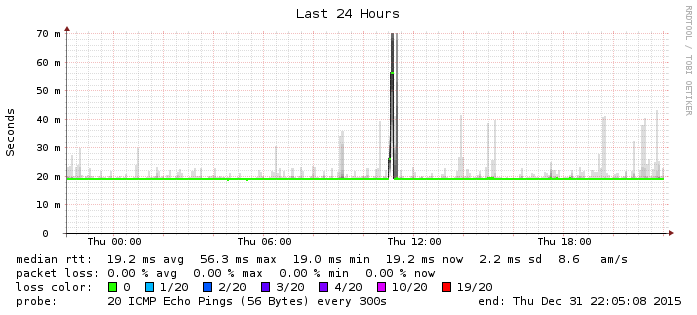 Last 24 Hours
RRDTOOL / TOBI OETIKER
Seconds
70 m
60 m
50 m
40 m
30 m
20 m
10 m
0
Thu 00:00 Thu 06:00 Thu 12:00 Thu 18:00
median rtt: 19.2 ms avg 56.3 ms max 19.0 ms min 19.2 ms now 2.2 ms sd 8.6 am/s
packet loss: 0.00 % avg 0.00 % max 0.00 % min 0.00 % now
loss color: 0 1/20 2/20 3/20 4/20 10/20 19/20
probe: 20 ICMP Echo Pings (56 Bytes) every 300s end: Thu Dec 31 22:05:08 2015